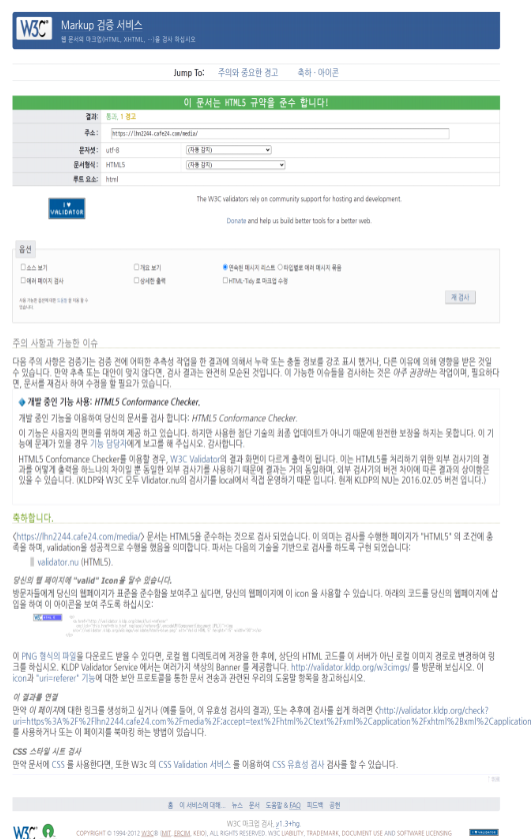 W3C® Markup 검증 서비스
웹 문서의 마크업(HTML, XHTML, …)을 검사 하십시오
Jump To: 주의와 중요한 경고 축하 - 아이콘
이 문서는 HTML5 규약을 준수 합니다!
결과: 통과, 1 경고
주소 : https://lhn2244.cafe24.com/media/
문자셋 : utf-8 (자동 감지)
문서형식 : HTML5 (자동 감지)
루트 요소: html
I ♥ VALIDATOR
The W3C validators rely on community support for hosting and development.
Donate and help us build better tools for a better web.
옵션
소스 보기 개요 보기 연속된 메시지 리스트 타입별로 에러 메시지 묶음
에러 페이지 검사 상세한 출력 HTML-Tidy 로 마크업 수정
재 검사
주의 사항과 가능한 이슈
다음 주의 사항은 검증기는 검증 전에 어떠한 추측성 작업을 한 결과에 의해서 누락 또는 충돌 정보를 강조 표시 했거나, 다른 이유에 의해 영향을 받은 것일
수 있습니다. 만약 추측 또는 대안이 맞지 않다면, 검사 결과는 완전히 모순된 것입니다. 이 가능한 이슈들을 검사하는 것은 아주 권장하는 작업이며, 필요하다
면, 문서를 재검사 하여 수정을 할 필요가 있습니다.
개발 중인 기능 사용: HTML5 Conformance Checker.
개발 중인 기능을 이용하여 당신의 문서를 검사 합니다: HTML5 Conformance Checker.
이 기능은 사용자의 편의를 위하여 제공 하고 있습니다. 하지만 사용한 첨단 기술의 최종 업데이트가 아니기 때문에 완전한 보장을 하지는 못합니다. 이 기
능에 문제가 있을 경우 기능 담당자에게 보고를 해 주십시오. 감사합니다.
HTML5 Confomance Checker를 이용할 경우, W3C Validator의 결과 화면이 다르게 출력이 됩니다. 이는 HTML5를 처리하기 위한 외부 검사기의 결
과를 어떻게 출력을 하느냐의 차이일 뿐 동일한 외부 검사기를 사용하기 때문에 결과는 거의 동일하며, 외부 검사기의 버전 차이에 따른 결과의 상이함은
있을 수 있습니다. (KLDP와 W3C 모두 Vlidator.nu의 검사기를 local에서 직접 운영하기 때문 입니다. 현재 KLDP의 NU는 2016.02.05 버전 입니다.)
축하합니다.
<https://lhn2244.cafe24.com/media/> 문서는 HTML5을 준수하는 것으로 검사 되었습니다. 이 의미는 검사를 수행한 페이지가 "HTML5" 의 조건에 충
족을 하며, validation을 성공적으로 수행을 했음을 의미합니다. 파서는 다음의 기술을 기반으로 검사를 하도록 구현 되었습니다:
validator.nu (HTML5).
당신의 웹 페이지에 "valid" Icon을 달수 있습니다.
방문자들에게 당신의 웹페이지가 표준을 준수함을 보여주고 싶다면, 당신의 웹페이지에 이 icon 을 사용할 수 있습니다. 아래의 코드를 당신의 웹페이지에 삽
입을 하여 이 아이콘을 보여 주도록 하십시오:
이 PNG 형식의 파일을 다운로드 받을 수 있다면, 로컬 웹 디렉토리에 저장을 한 후에, 상단의 HTML 코드를 이 서버가 아닌 로컬 이미지 경로로 변경하여 링
크를 하십시오. KLDP Validator Service 에서는 여러가지 색상의 Banner 를 제공합니다. http://validator.kldp.org/w3cimgs/ 를 방문해 보십시오. 이
icon과 "uri=referer" 기능에 대한 보안 프로토콜을 통한 문서 전송과 관련된 우리의 도움말 항목을 참고하십시오.
이 결과를 연결
만약 이 페이지에 대한 링크를 생성하고 싶거나 (예를 들어, 이 유효성 검사의 결과), 또는 추후에 검사를 쉽게 하려면 <http://validator.kldp.org/check?
uri=https%3A%2F%2Flhn2244.cafe24.com%2Fmedia%2F;accept=text%2Fhtml%2Ctext%2Fxml%2Capplication%2Fxhtml%2Bxml%2Capplication
를 사용하거나 또는 이 페이지를 북마킹 하는 방법이 있습니다.
CSS 스타일 시트 검사
만약 문서에 CSS 를 사용한다면, 또한 W3c 의 CSS Validation 서비스 를 이용하여 CSS 유효성 검사 검사를 할 수 있습니다.
홈 이 서비스에 대해... 뉴스 문서 도움말 & FAQ 피드백 공헌
W3C 마크업 검사, v1.3+hg
COPYRIGHT © 1994-2012 W3C® (MIT, ERCIM, KEIO), ALL RIGHTS RESERVED. W3C LIABILITY, TRADEMARK, DOCUMENT USE AND SOFTWARE LICENSING